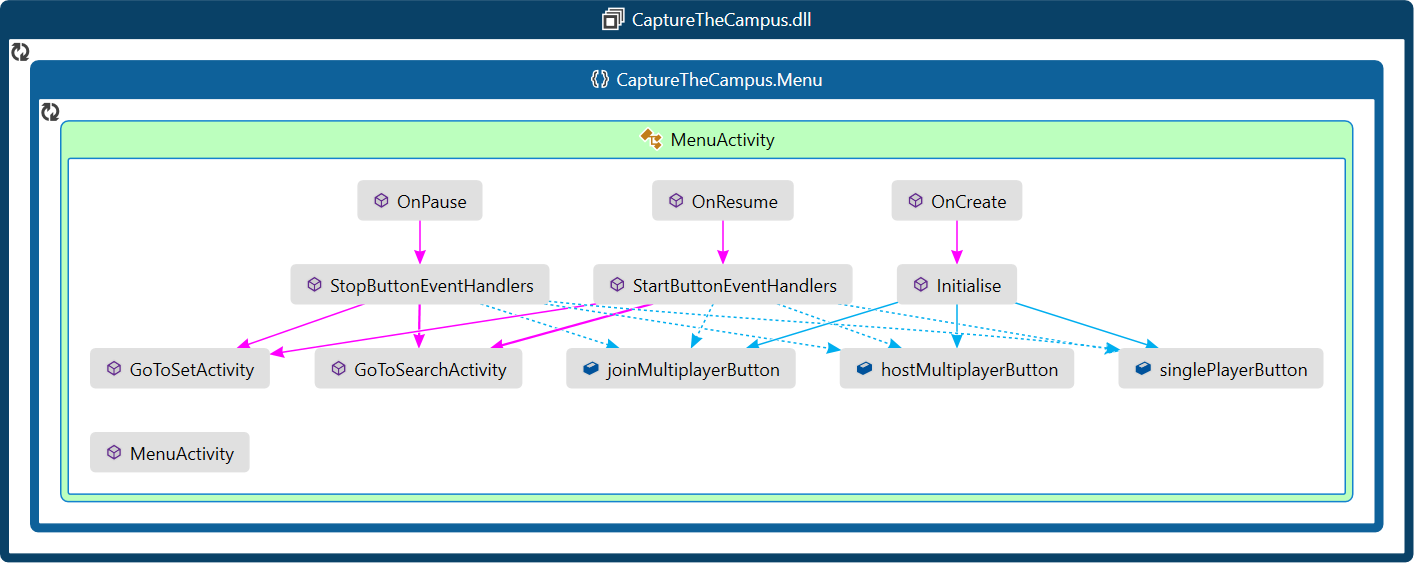 CaptureTheCampus.dll
CaptureTheCampus.Menu
MenuActivity
OnPause
OnResume
OnCreate
StopButtonEventHandlers
StartButtonEventHandlers
Initialise
GoToSetActivity
GoToSearchActivity
joinMultiplayerButton
hostMultiplayerButton
singlePlayerButton
MenuActivity